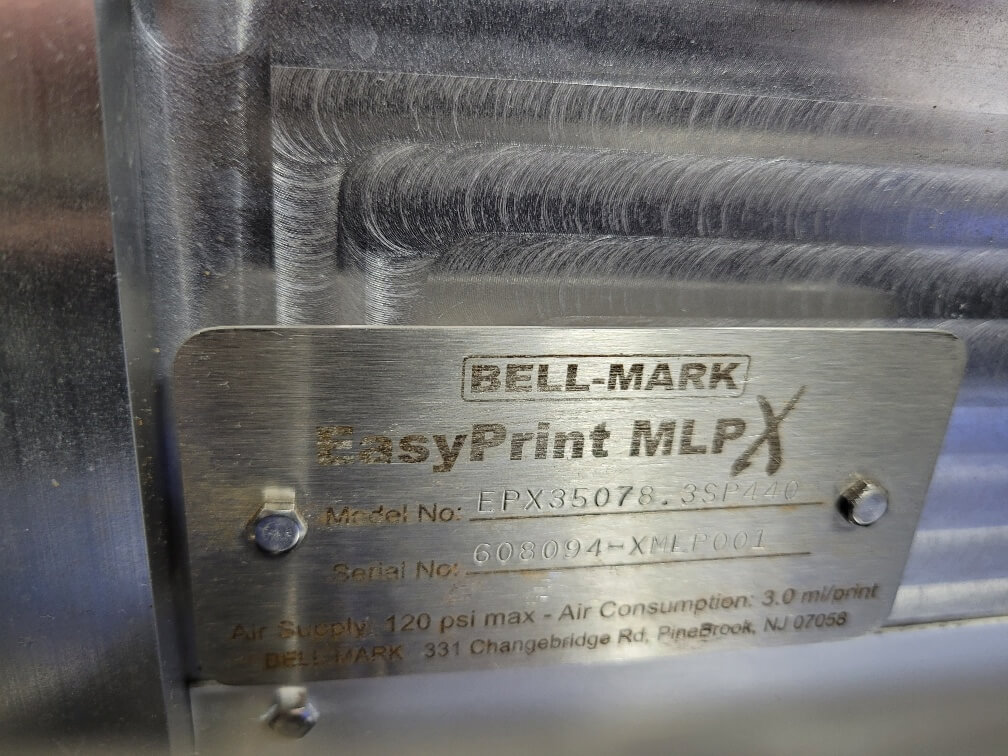 BELL-MARK
EasyPrint MLPX
Model No: EPX35078.3SP440
Serial No: 608094-XMLP001
Air Supply: 120 psi max - Air Consumption: 3.0 ml/print
BELL-MARK 331 Changebridge Rd, PineBrook, NJ 07058